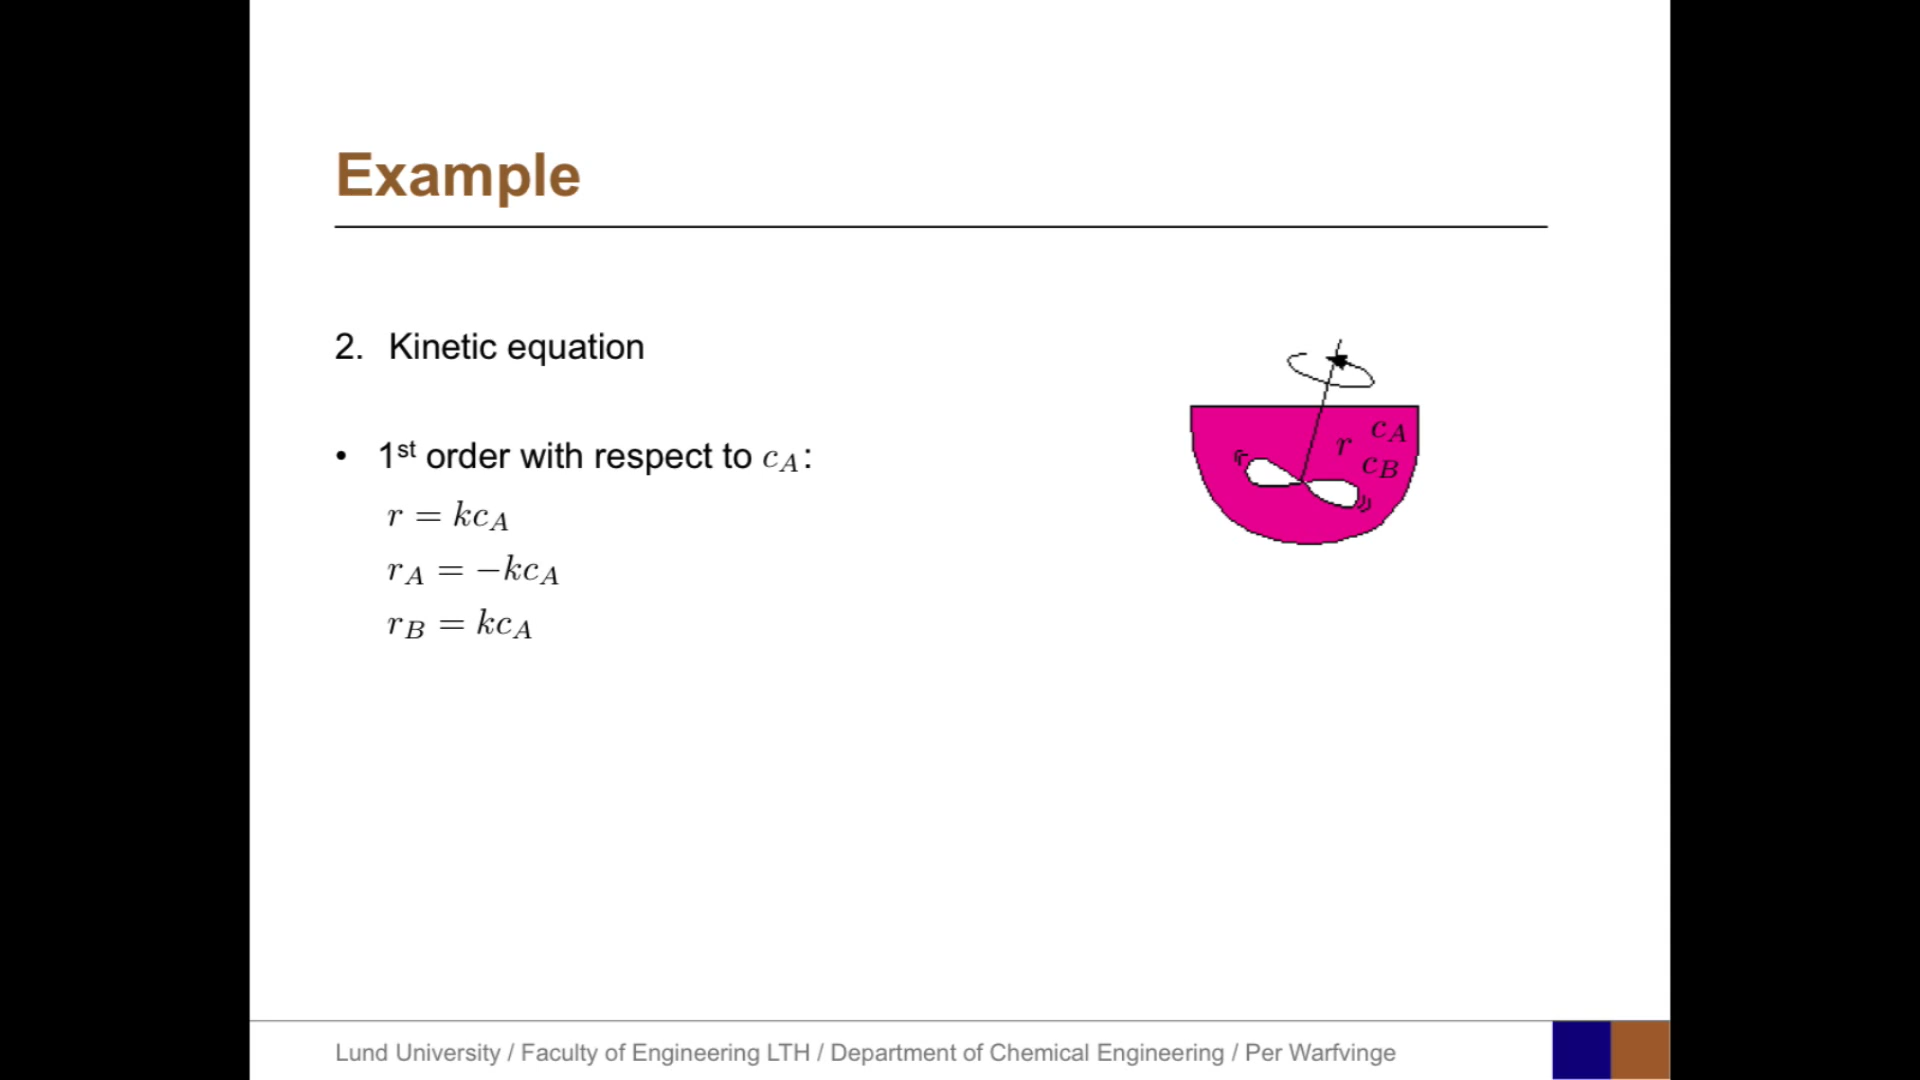 Example
2. Kinetic equation
• 1st order with respect to c_A:
r = kc_A
r_A = −kc_A
r_B = kc_A
r c_A
c_B
Lund University / Faculty of Engineering LTH / Department of Chemical Engineering / Per Warfvinge